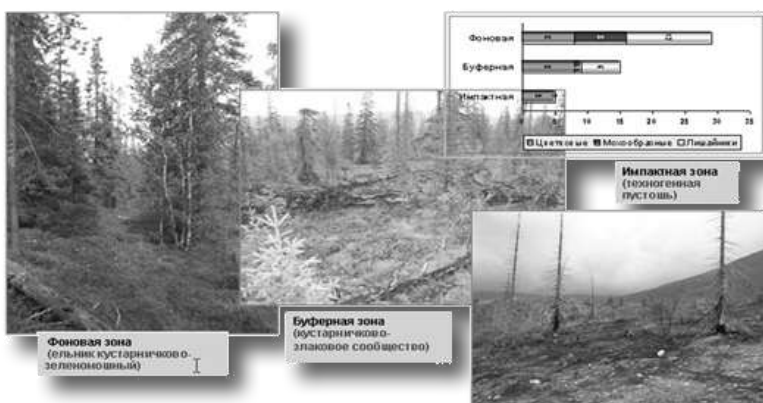 Фоновая
Буферная
Импактная
0 5 10 15 20 25 30 35
Цветковые Мохообразные Лишайники
Импактная зона
(техногенная
пустошь)
Буферная зона
(кустарничково-
злаковое сообщество)
Фоновая зона
(ельник кустарничково-
зеленомошный)